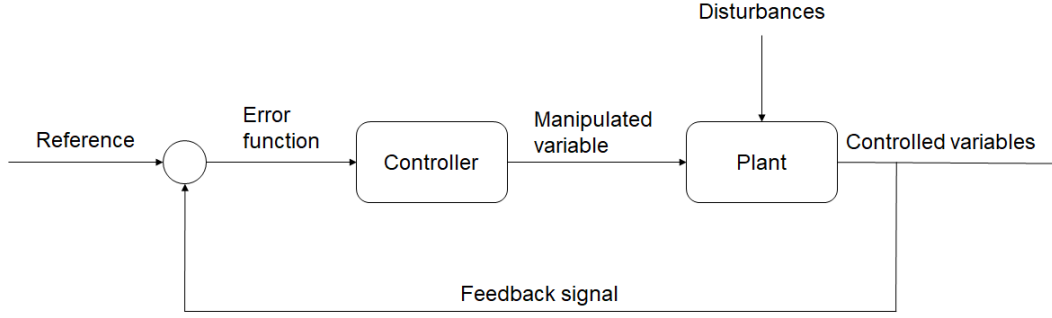 Disturbances
Reference
Error
function
Controller
Manipulated
variable
Plant
Controlled variables
Feedback signal